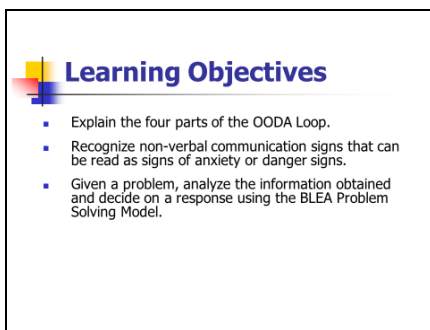 Learning Objectives
Explain the four parts of the OODA Loop.
Recognize non-verbal communication signs that can
be read as signs of anxiety or danger signs.
Given a problem, analyze the information obtained
and decide on a response using the BLEA Problem
Solving Model.